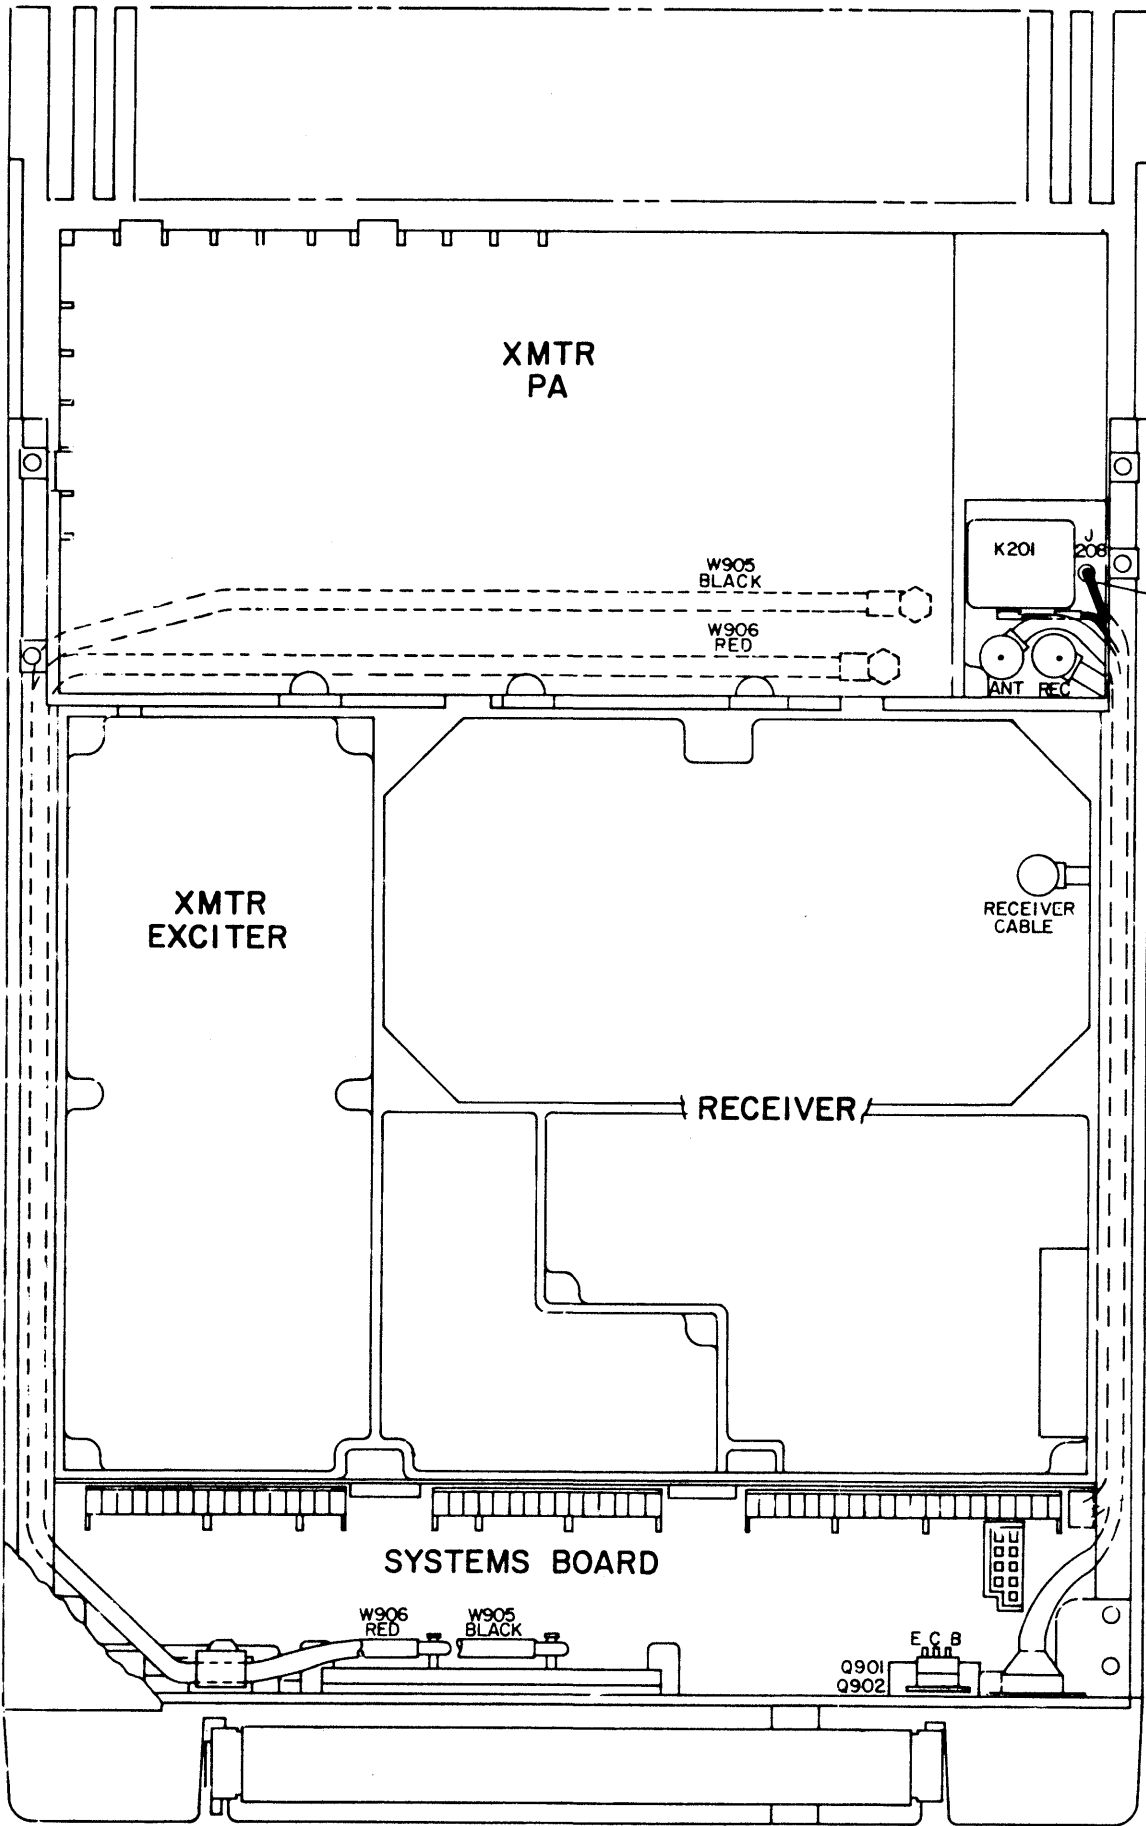 XMTR
PA
K201
J
208
W905
BLACK
W906
RED
ANT REC
XMTR
EXCITER
RECEIVER
CABLE
RECEIVER
SYSTEMS BOARD
W906
RED
W905
BLACK
E C B
Q901
Q902